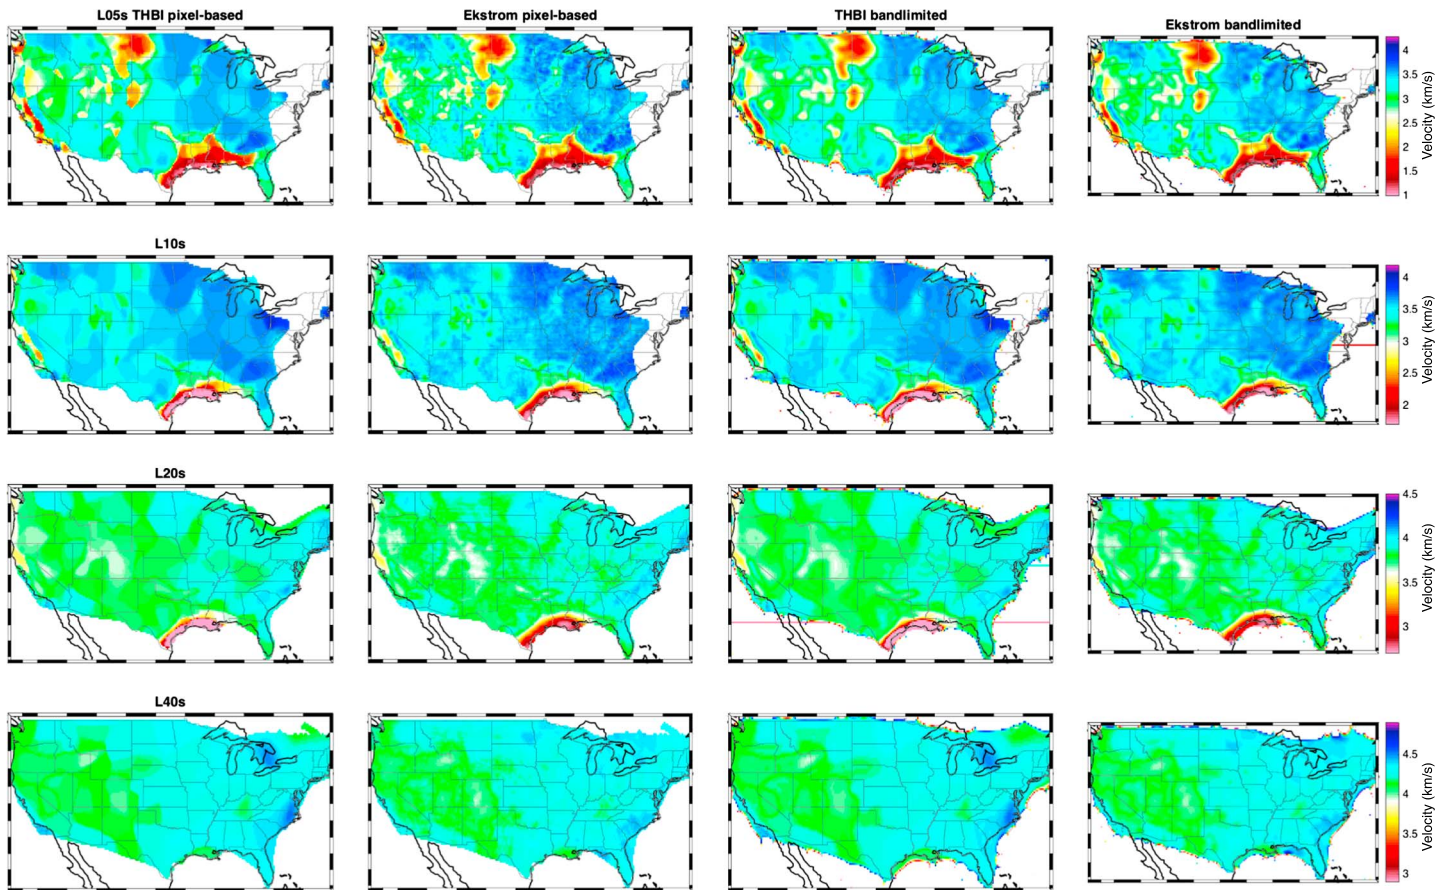 L05s THBI pixel-based
Ekstrom pixel-based
THBI bandlimited
Ekstrom bandlimited
4
3.5
3
2.5
2
1.5
1
Velocity (km/s)
L10s
4
3.5
3
2.5
2
Velocity (km/s)
L20s
4.5
4
3.5
3
Velocity (km/s)
L40s
4.5
4
3.5
3
Velocity (km/s)